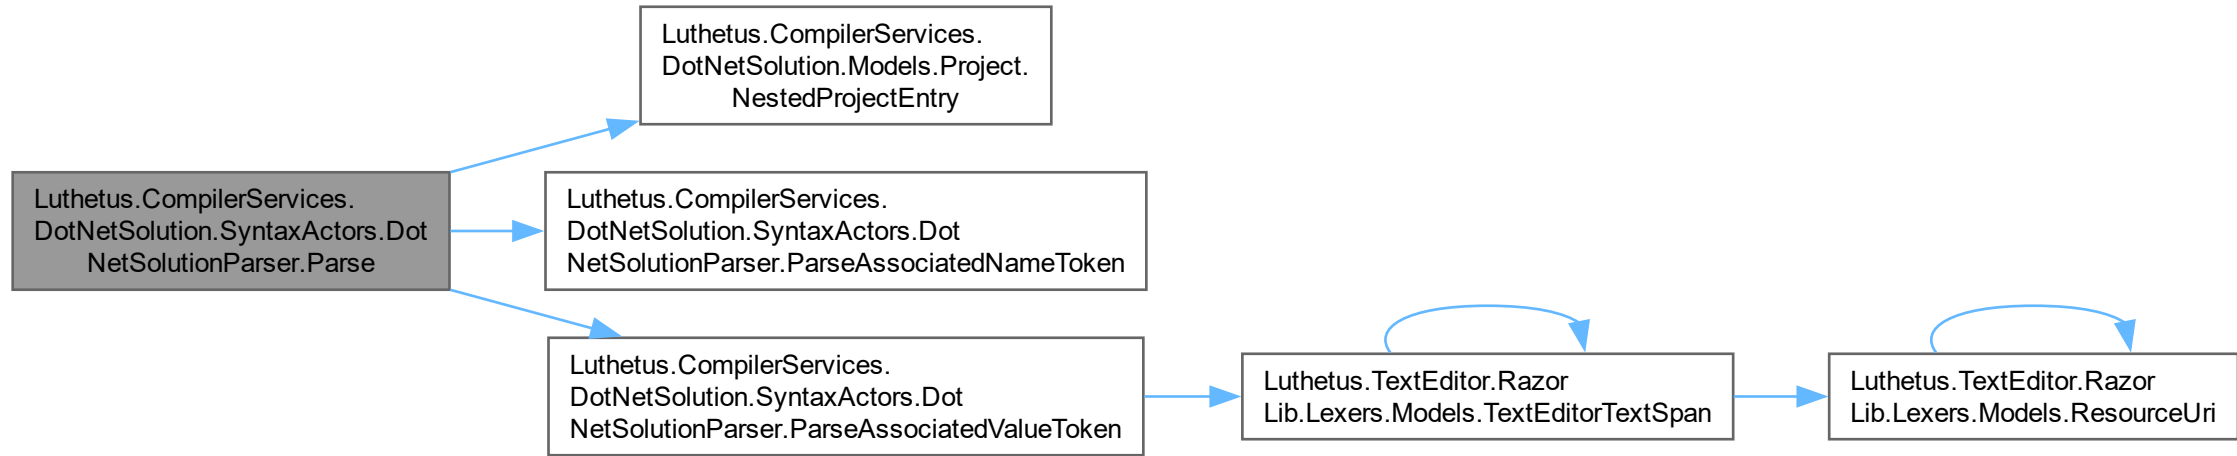 Luthetus.CompilerServices.
DotNetSolution.Models.Project.
NestedProjectEntry
Luthetus.CompilerServices.
DotNetSolution.SyntaxActors.Dot
NetSolutionParser.Parse
Luthetus.CompilerServices.
DotNetSolution.SyntaxActors.Dot
NetSolutionParser.ParseAssociatedNameToken
Luthetus.CompilerServices.
DotNetSolution.SyntaxActors.Dot
NetSolutionParser.ParseAssociatedValueToken
Luthetus.TextEditor.Razor
Lib.Lexers.Models.TextEditorTextSpan
Luthetus.TextEditor.Razor
Lib.Lexers.Models.ResourceUri